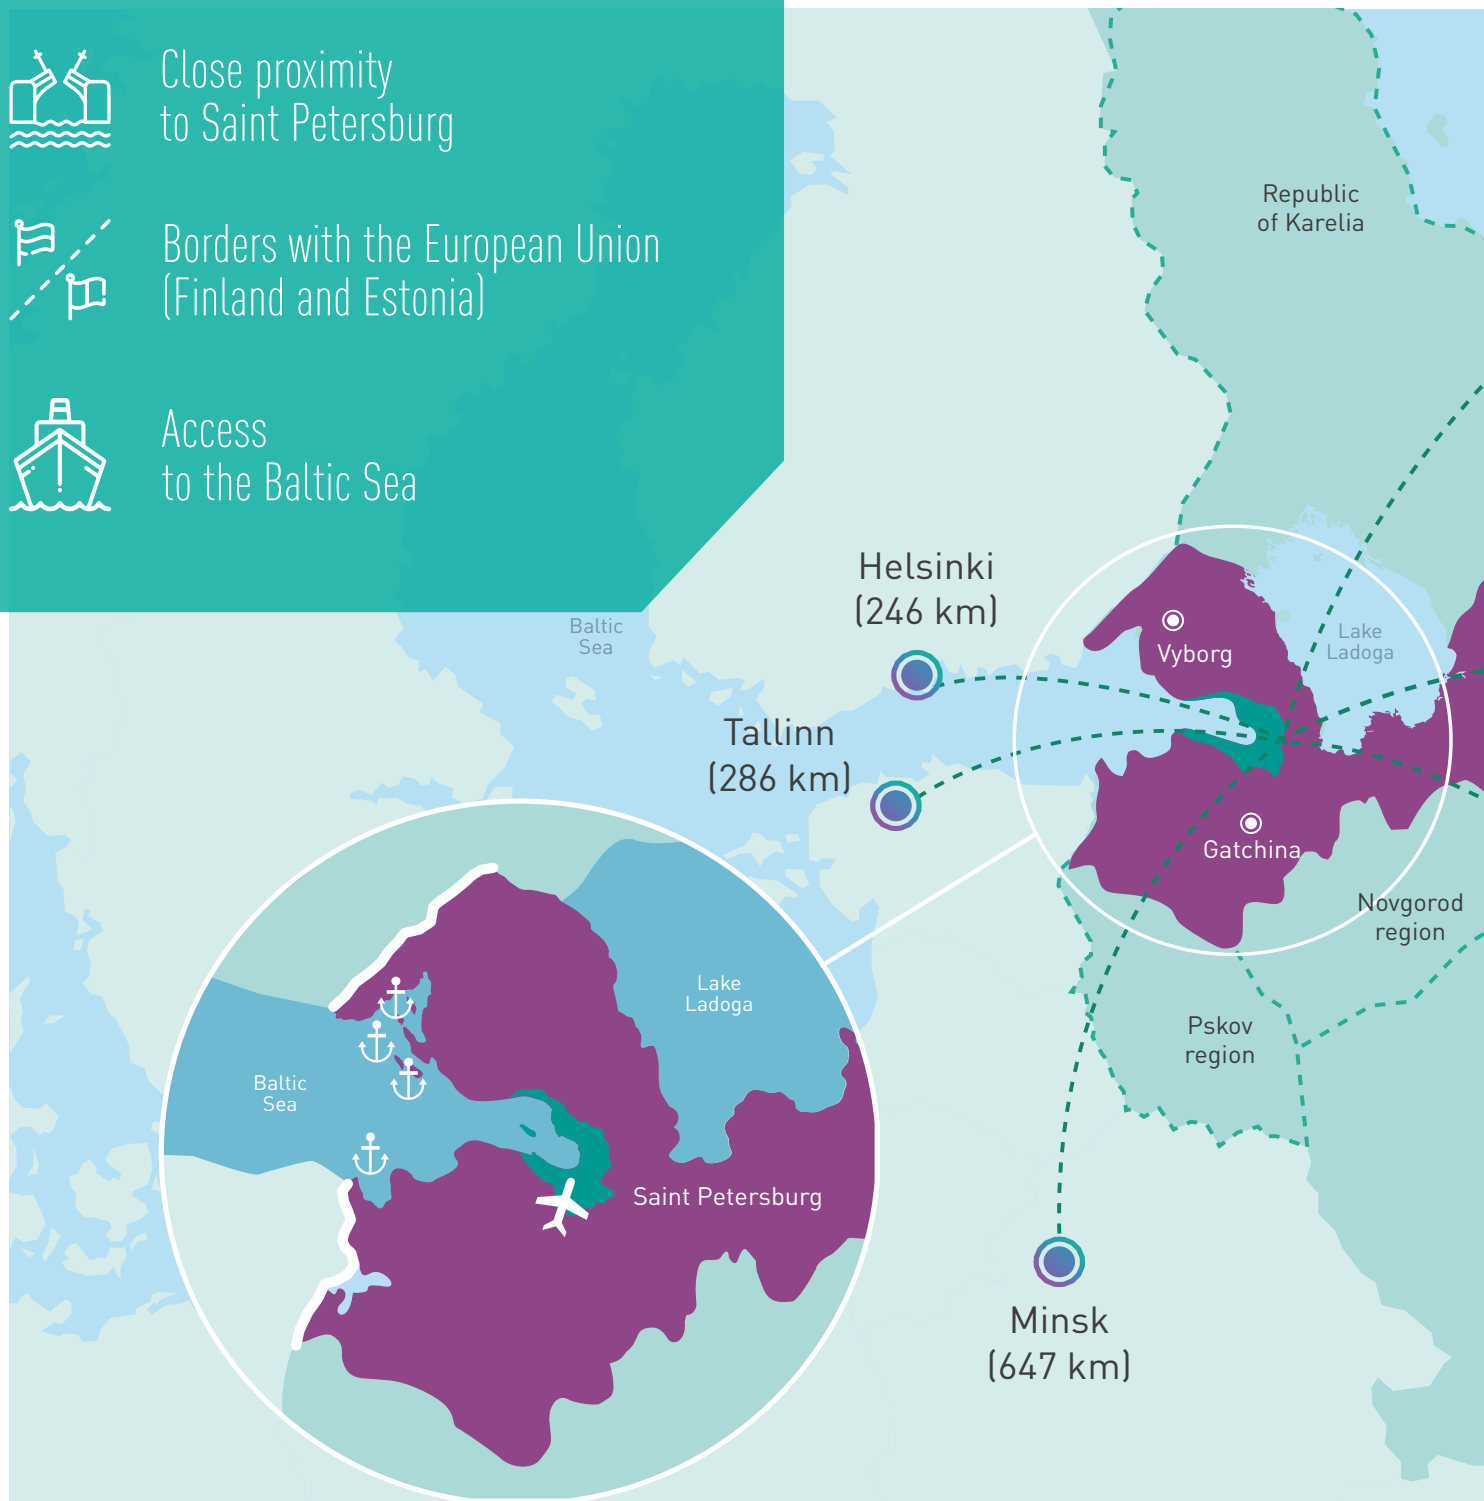 Close proximity
to Saint Petersburg
Borders with the European Union
(Finland and Estonia)
Access
to the Baltic Sea
Republic
of Karelia
Helsinki
(246 km)
Baltic
Sea
Vyborg
Lake
Ladoga
Tallinn
(286 km)
Gatchina
Novgorod
region
Pskov
region
Lake
Ladoga
Baltic
Sea
Saint Petersburg
Minsk
(647 km)